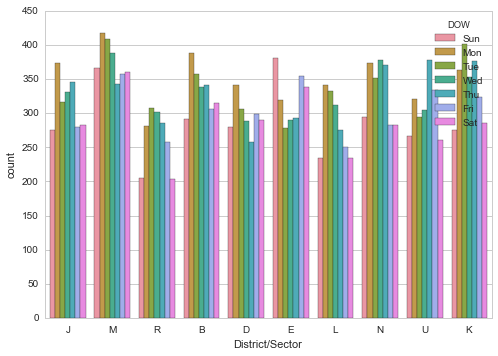 450
400
350
300
250
200
150
100
50
0
count
DOW
Sun
Mon
Tue
Wed
Thu
Fri
Sat
J M R B D E L N U K
District/Sector